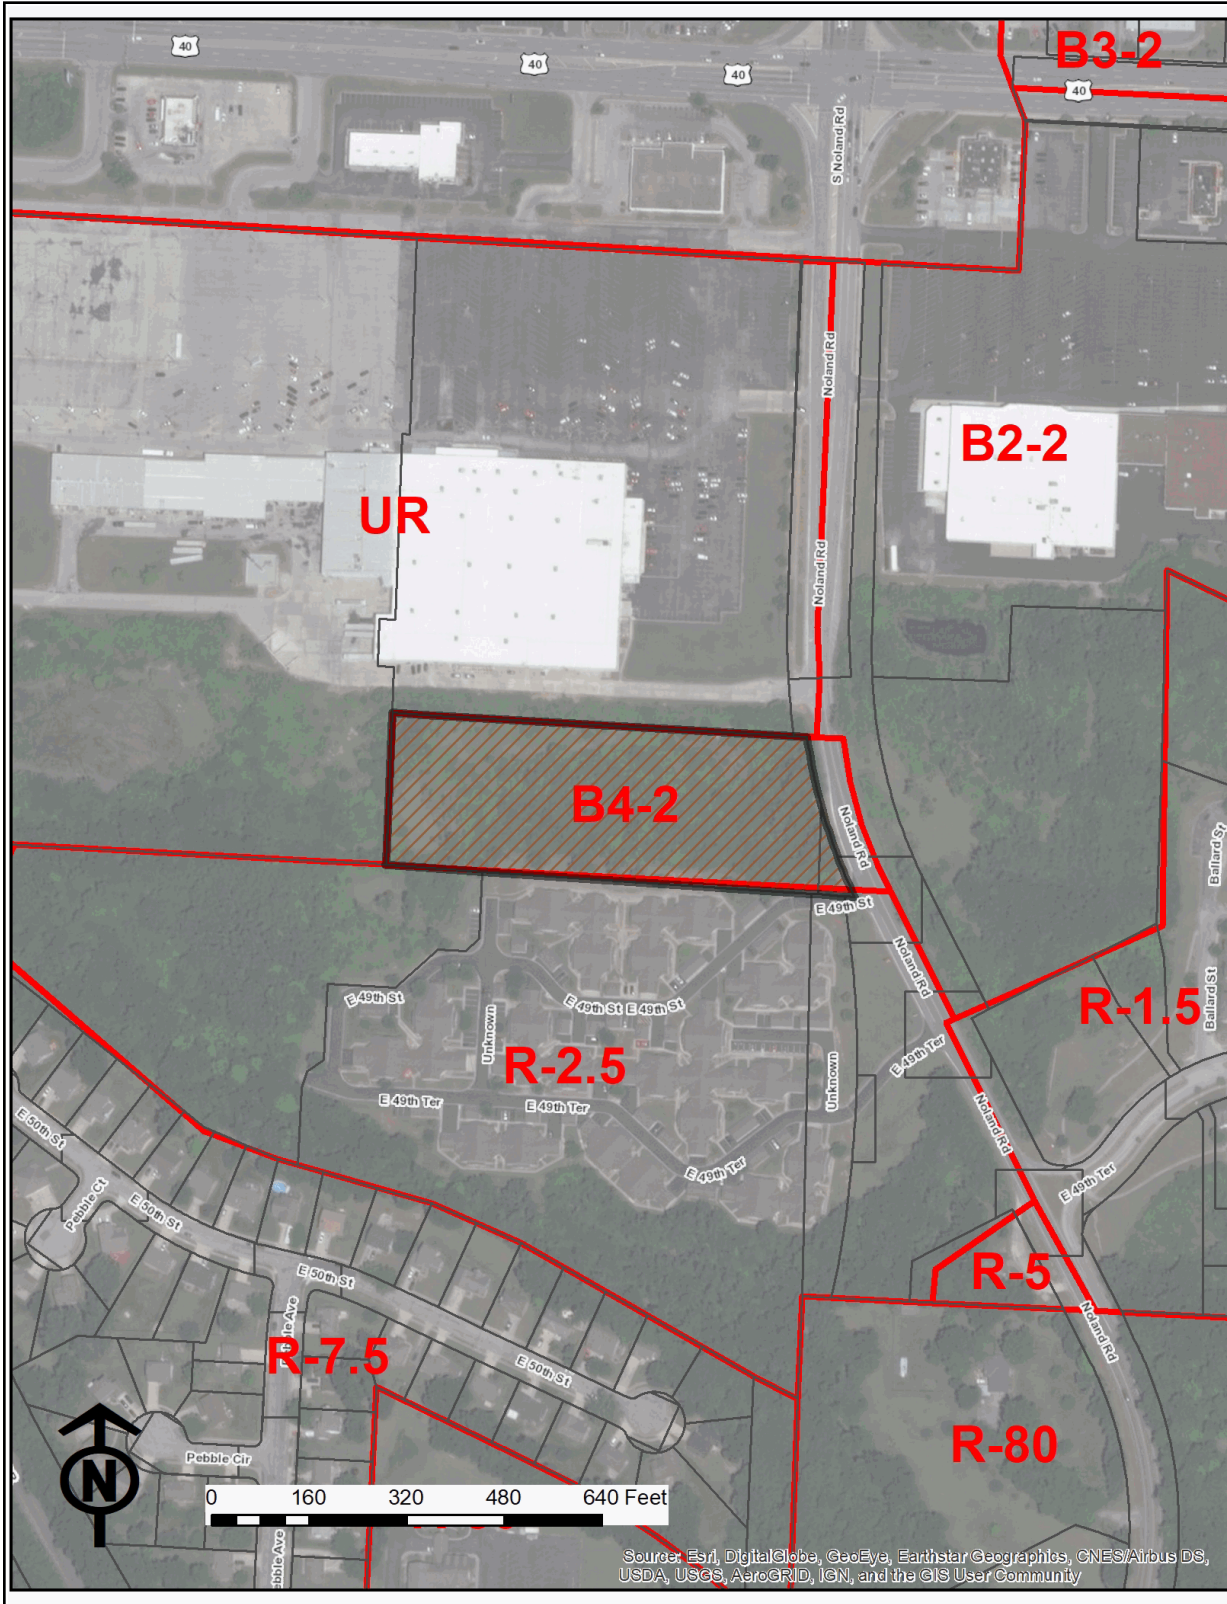 40
40
40
B3-2
40
S Noland Rd
Noland Rd
B2-2
UR
Noland Rd
B4-2
Noland Rd
Ballard St
E 49th St
Noland Rd
E 49th St
E 49th St
E 49th St
Ballard St
R-1.5
Unknown
R-2.5
E 49th Ter
Unknown
E 49th Ter
E 49th Ter
Noland Rd
E 50th St
E 49th Ter
E 49th Ter
Pebble Ct
E 50th St
R-5
E 50th St
Noland Rd
R-7.5
E 50th St
R-80
Pebble Cir
N
0 160 320 480 640 Feet
Source: Esri, DigitalGlobe, GeoEye, Earthstar Geographics, CNES/Airbus DS,
USDA, USGS, AeroGRID, IGN, and the GIS User Community